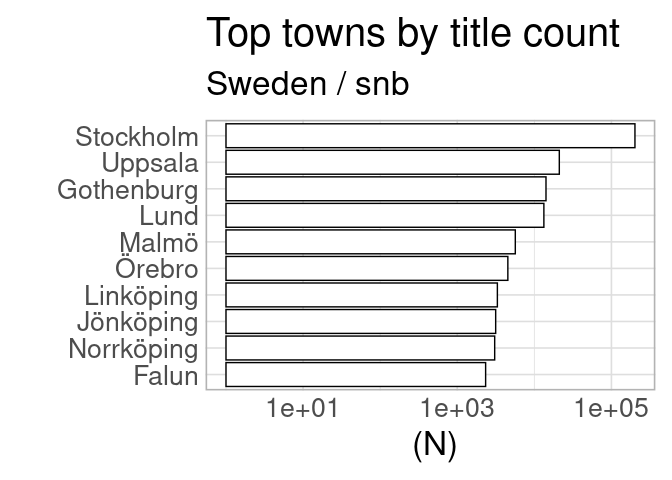 Top towns by title count
Sweden / snb
Stockholm
Uppsala
Gothenburg
Lund
Malmö
Örebro
Linköping
Jönköping
Norrköping
Falun
1e+01 1e+03 1e+05
(N)